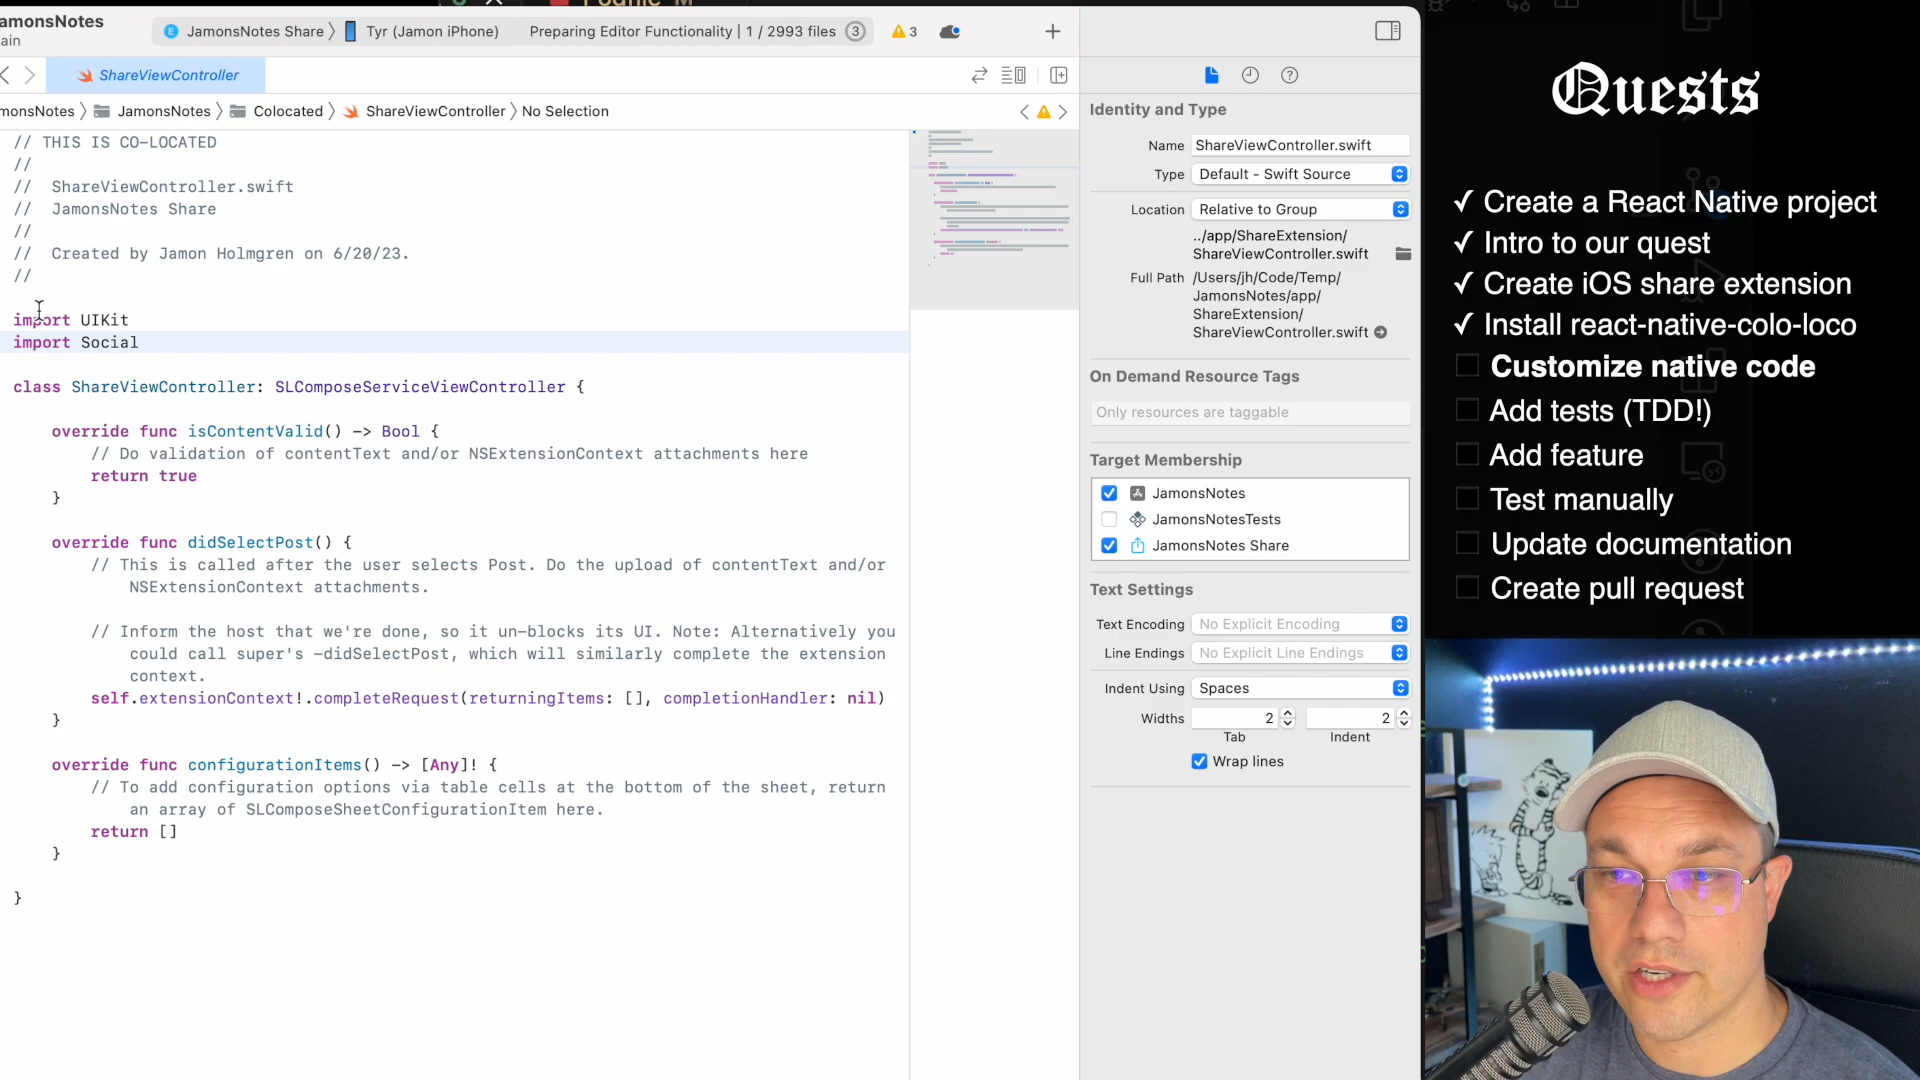 amonsNotes
ain
JamonsNotes Share
Tyr (Jamon iPhone)
Preparing Editor Functionality | 1 / 2993 files
3
3
ShareViewController
monsNotes
JamonsNotes
Colocated
ShareViewController
No Selection
// THIS IS CO-LOCATED
//
// ShareViewController.swift
// JamonsNotes Share
//
// Created by Jamon Holmgren on 6/20/23.
//
import UIKit
import Social
class ShareViewController: SLComposeServiceViewController {
override func isContentValid() -> Bool {
// Do validation of contentText and/or NSExtensionContext attachments here
return true
}
override func didSelectPost() {
// This is called after the user selects Post. Do the upload of contentText and/or
NSExtensionContext attachments.
// Inform the host that we're done, so it un-blocks its UI. Note: Alternatively you
could call super's -didSelectPost, which will similarly complete the extension
context.
self.extensionContext!.completeRequest(returningItems: [], completionHandler: nil)
}
override func configurationItems() -> [Any]! {
// To add configuration options via table cells at the bottom of the sheet, return
an array of SLComposeSheetConfigurationItem here.
return []
}
}
Identity and Type
Name ShareViewController.swift
Type Default - Swift Source
Location Relative to Group
../app/ShareExtension/
ShareViewController.swift
Full Path /Users/jh/Code/Temp/
JamonsNotes/app/
ShareExtension/
ShareViewController.swift
On Demand Resource Tags
Only resources are taggable
Target Membership
JamonsNotes
JamonsNotesTests
JamonsNotes Share
Text Settings
Text Encoding No Explicit Encoding
Line Endings No Explicit Line Endings
Indent Using Spaces
Widths 2 2
Tab Indent
Wrap lines
Quests
✓ Create a React Native project
✓ Intro to our quest
✓ Create iOS share extension
✓ Install react-native-colo-loco
Customize native code
Add tests (TDD!)
Add feature
Test manually
Update documentation
Create pull request